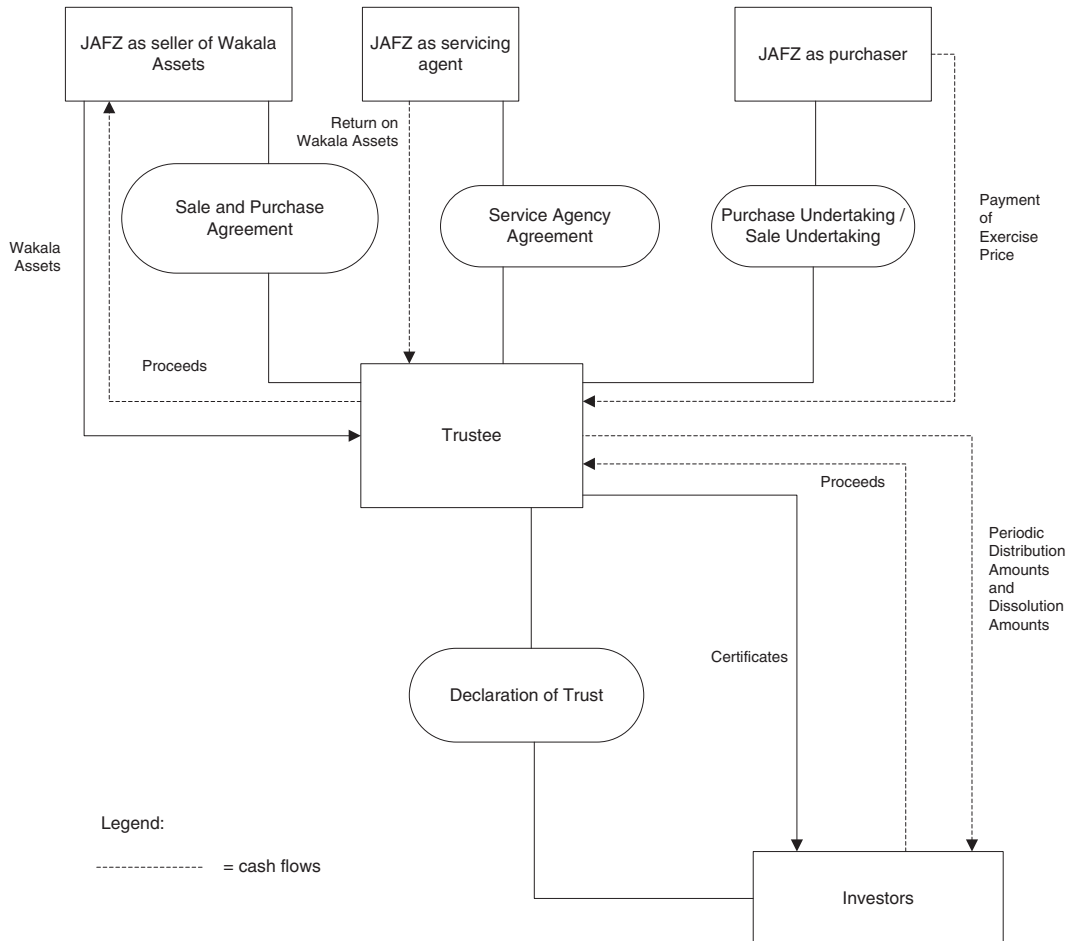 JAFZ as seller of Wakala
Assets
JAFZ as servicing
agent
JAFZ as purchaser
Return on
Wakala Assets
Sale and Purchase
Agreement
Service Agency
Agreement
Purchase Undertaking /
Sale Undertaking
Payment
of
Exercise
Price
Wakala
Assets
Proceeds
Trustee
Proceeds
Periodic
Distribution
Amounts
and
Dissolution
Amounts
Certificates
Declaration of Trust
Legend:
= cash flows
Investors